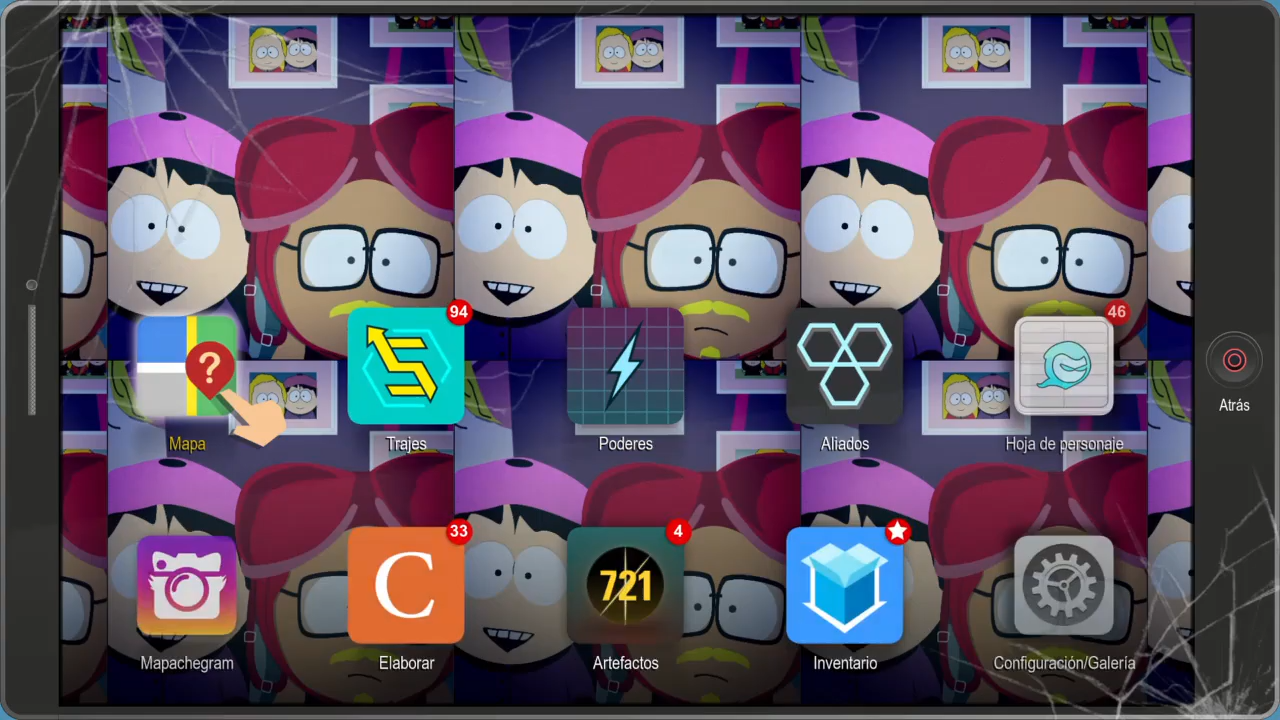 94
46
Mapa
Trajes
Poderes
Aliados
Hoja de personaje
Atrás
33
4
C
721
Mapachegram
Elaborar
Artefactos
Inventario
Configuración/Galería
?